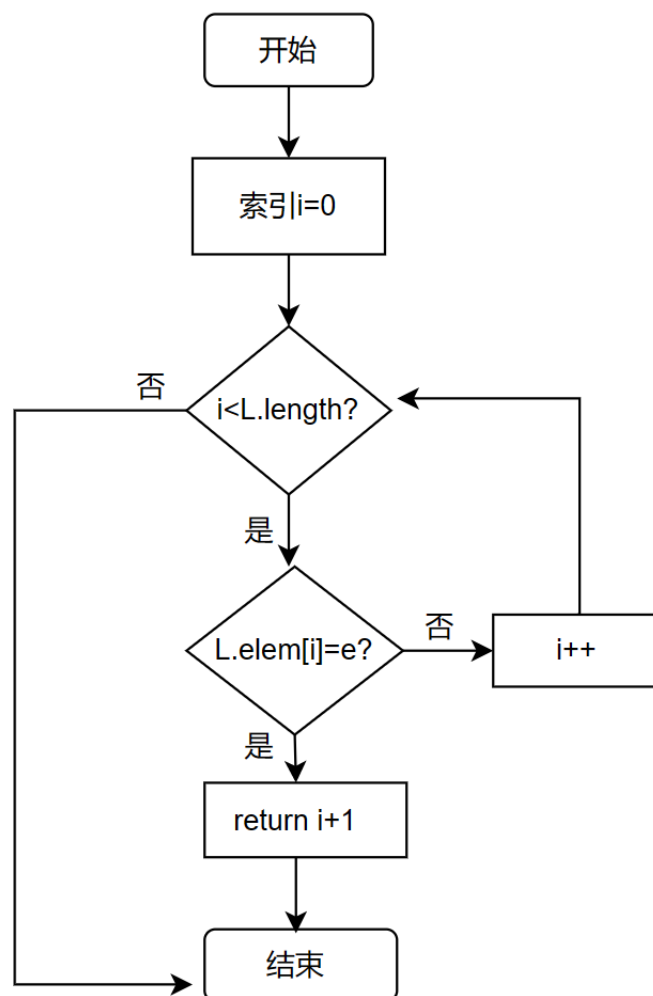 开始
索引i=0
否
i<L.length?
是
L.elem[i]=e?
否
i++
是
return i+1
结束